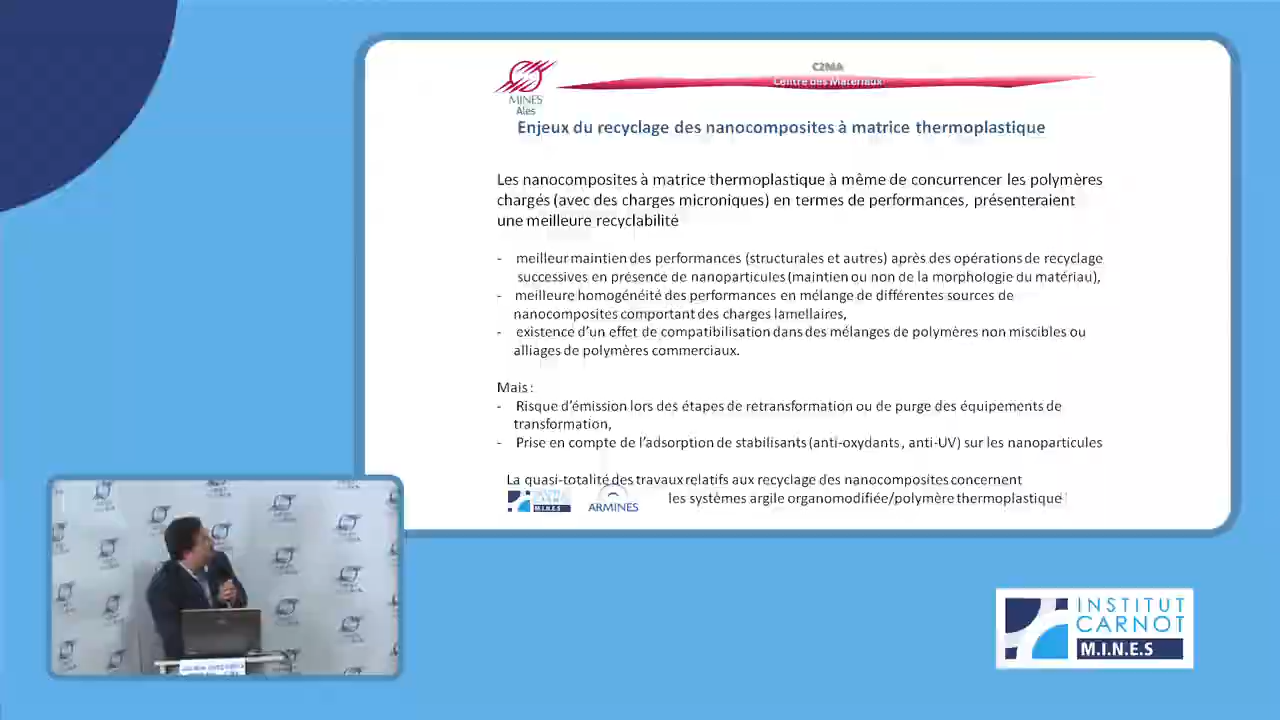 C2MA
Centre des Matériaux
MINES
Ales
Enjeux du recyclage des nanocomposites à matrice thermoplastique
Les nanocomposites à matrice thermoplastique à même de concurrencer les polymères
chargés (avec des charges microniques) en termes de performances, présenteraient
une meilleure recyclabilité
- meilleur maintien des performances (structurales et autres) après des opérations de recyclage
successives en présence de nanoparticules (maintien ou non de la morphologie du matériau),
- meilleure homogénéité des performances en mélange de différentes sources de
nanocomposites comportant des charges lamellaires,
- existence d'un effet de compatibilisation dans des mélanges de polymères non miscibles ou
alliages de polymères commerciaux.
Mais :
- Risque d'émission lors des étapes de retransformation ou de purge des équipements de
transformation,
- Prise en compte de l'adsorption de stabilisants (anti-oxydants, anti-UV) sur les nanoparticules
La quasi-totalité des travaux relatifs aux recyclage des nanocomposites concernent
les systèmes argile organomodifiée/polymère thermoplastique
M.I.N.E.S
ARMINES
INSTITUT
CARNOT
M.I.N.E.S